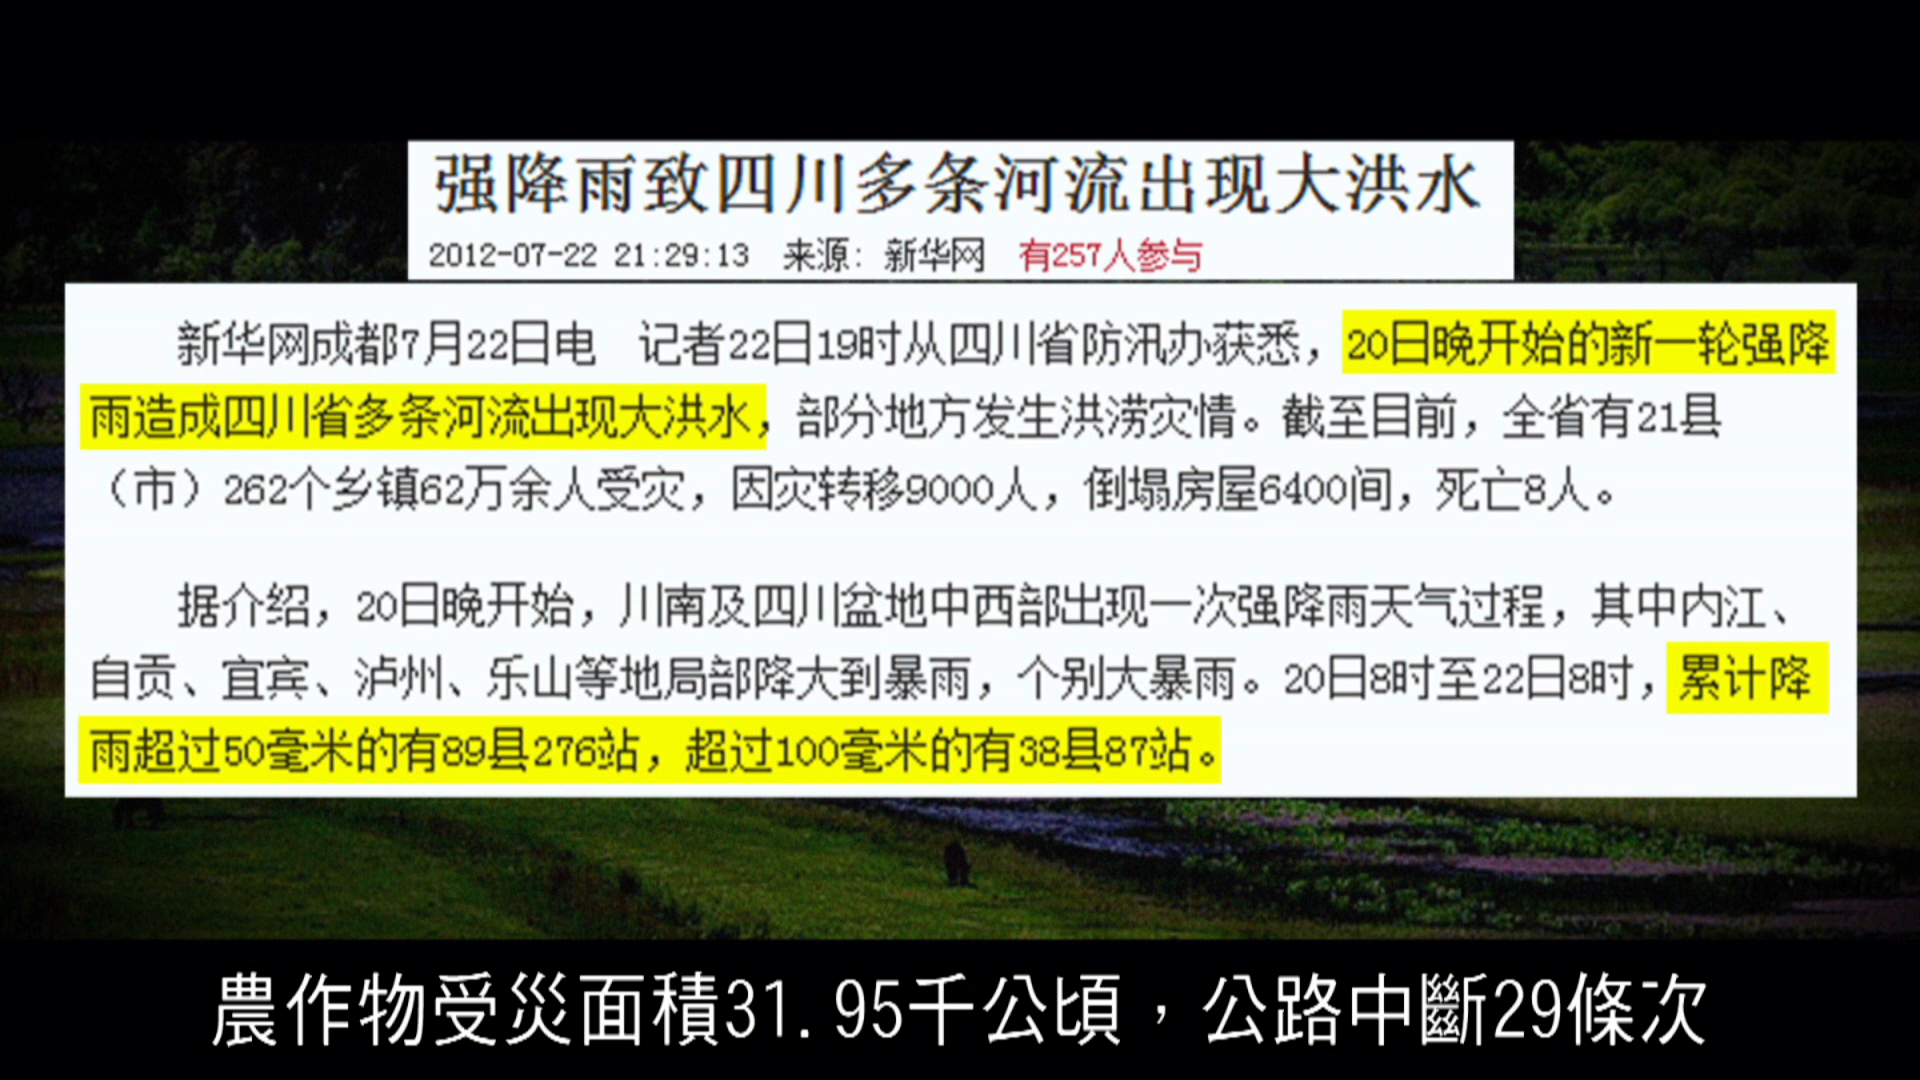 强降雨致四川多条河流出现大洪水
2012-07-22 21:29:13 来源：新华网 有257人参与
新华网成都7月22日电 记者22日19时从四川省防汛办获悉，20日晚开始的新一轮强降
雨造成四川省多条河流出现大洪水，部分地方发生洪涝灾情。截至目前，全省有21县
（市）262个乡镇62万余人受灾，因灾转移9000人，倒塌房屋6400间，死亡8人。
据介绍，20日晚开始，川南及四川盆地中西部出现一次强降雨天气过程，其中内江、
自贡、宜宾、泸州、乐山等地局部降大到暴雨，个别大暴雨。20日8时至22日8时，累计降
雨超过50毫米的有89县276站，超过100毫米的有38县87站。
農作物受災面積31.95千公頃，公路中斷29條次